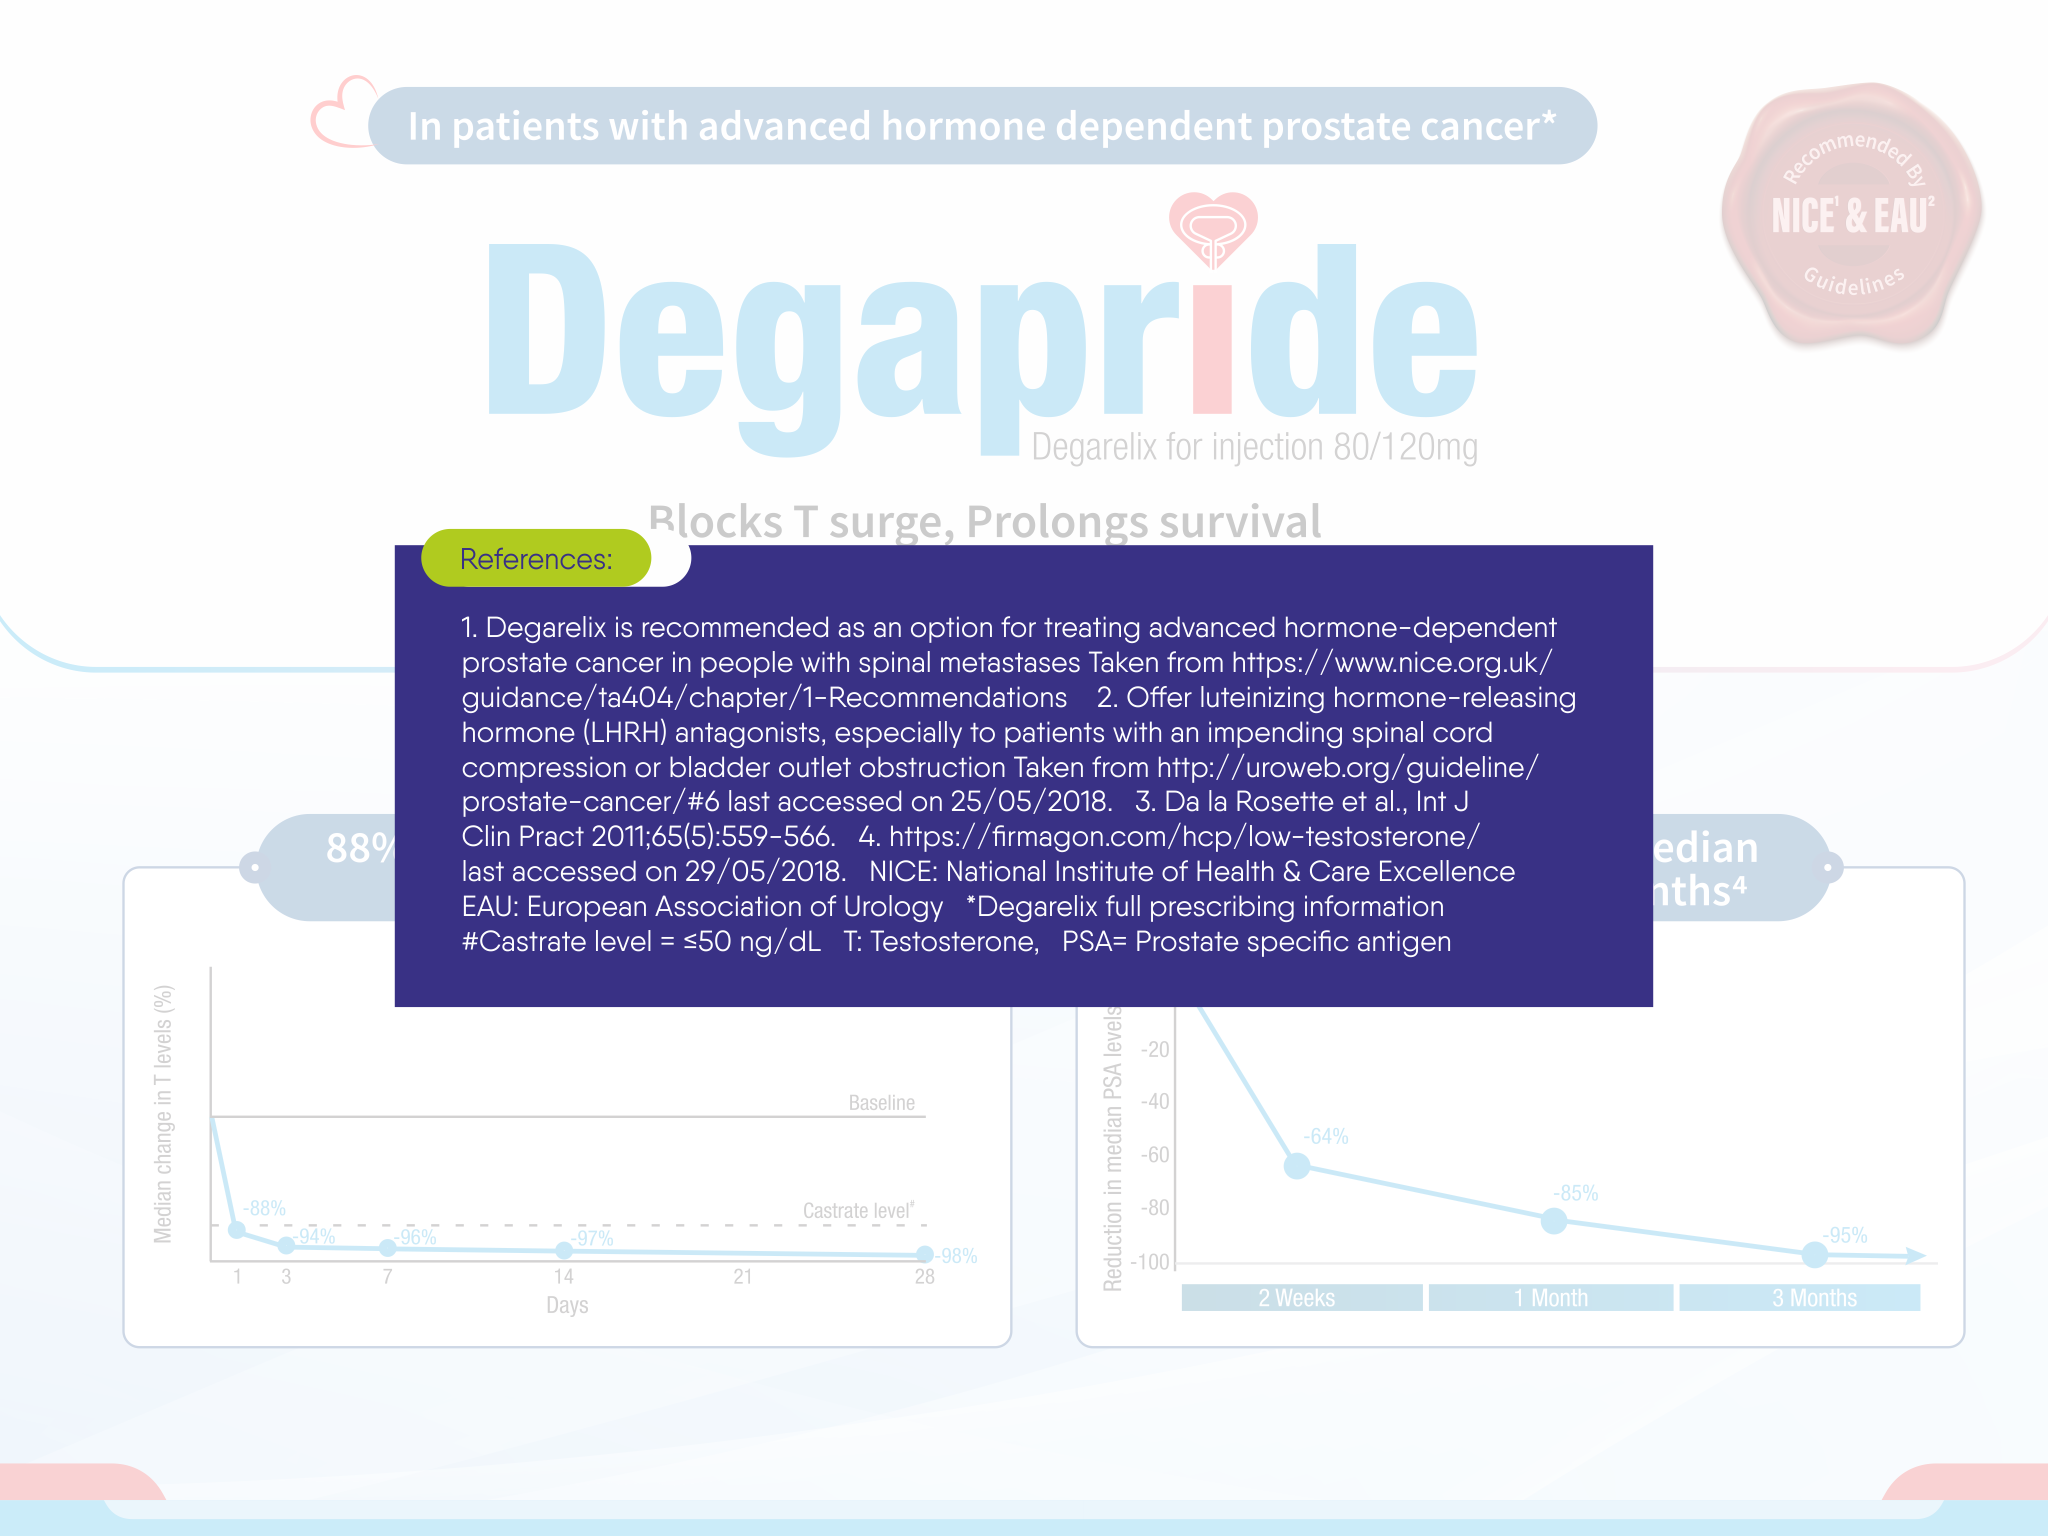 In patients with advanced hormone dependent prostate cancer*
Recommended By
NICE¹ & EAU²
Guidelines
Degapride
Degarelix for injection 80/120mg
Blocks T surge, Prolongs survival
References:
1. Degarelix is recommended as an option for treating advanced hormone-dependent
prostate cancer in people with spinal metastases Taken from https://www.nice.org.uk/
guidance/ta404/chapter/1-Recommendations 2. Offer luteinizing hormone-releasing
hormone (LHRH) antagonists, especially to patients with an impending spinal cord
compression or bladder outlet obstruction Taken from http://uroweb.org/guideline/
prostate-cancer/#6 last accessed on 25/05/2018. 3. Da la Rosette et al., Int J
Clin Pract 2011;65(5):559-566. 4. https://firmagon.com/hcp/low-testosterone/
last accessed on 29/05/2018. NICE: National Institute of Health & Care Excellence
EAU: European Association of Urology *Degarelix full prescribing information
#Castrate level = ≤50 ng/dL T: Testosterone, PSA= Prostate specific antigen
88%
Median change in T levels (%)
Baseline
Castrate level#
-88%
-94%
-96%
-97%
-98%
1 3 7 14 21 28
Days
Reduction in median PSA levels
-20
-40
-60
-80
-100
-64%
-85%
-95%
2 Weeks
1 Month
3 Months